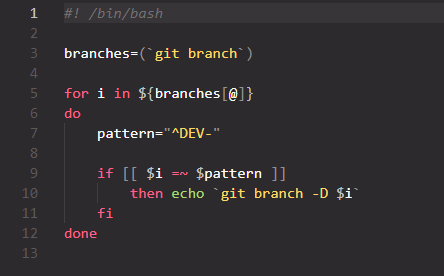 1 #! /bin/bash
2
3 branches=(`git branch`)
4
5 for i in ${branches[@]}
6 do
7     pattern="^DEV-"
8
9     if [[ $i =~ $pattern ]]
10         then echo `git branch -D $i`
11     fi
12 done
13